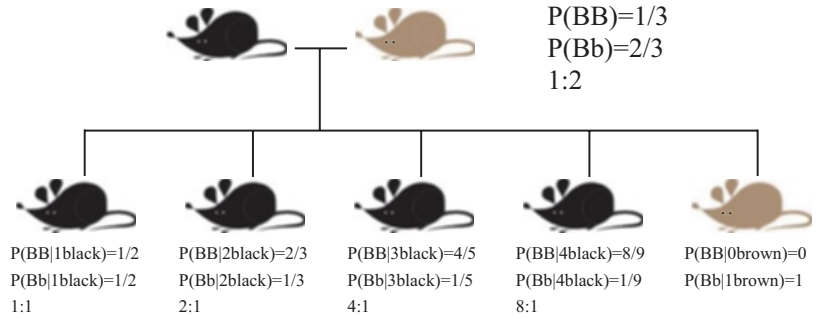 P(BB)=1/3
P(Bb)=2/3
1:2
P(BB|1black)=1/2
P(Bb|1black)=1/2
1:1
P(BB|2black)=2/3
P(Bb|2black)=1/3
2:1
P(BB|3black)=4/5
P(Bb|3black)=1/5
4:1
P(BB|4black)=8/9
P(Bb|4black)=1/9
8:1
P(BB|0brown)=0
P(Bb|1brown)=1